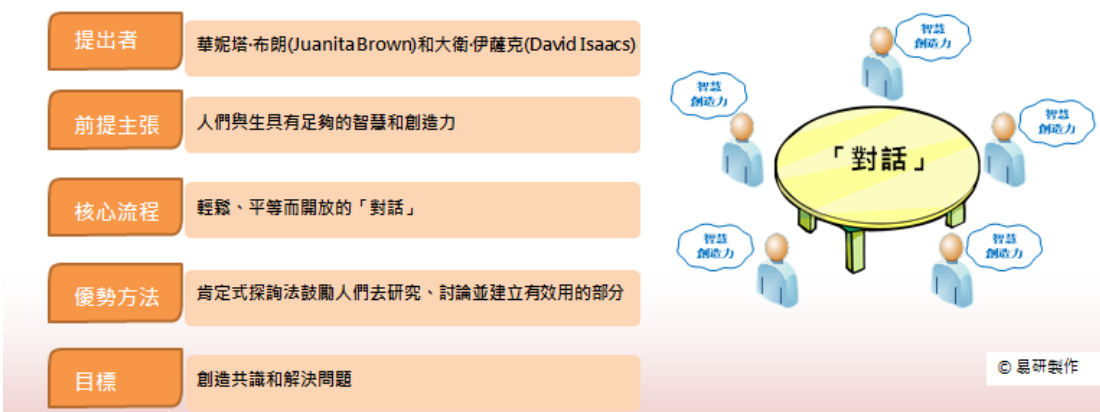 提出者
華妮塔·布朗(Juanita Brown)和大衛·伊薩克(David Isaacs)
前提主張
人們與生具有足夠的智慧和創造力
核心流程
輕鬆、平等而開放的「對話」
優勢方法
肯定式探詢法鼓勵人們去研究、討論並建立有效用的部分
目標
創造共識和解決問題
智慧
創造力
智慧
創造力
智慧
創造力
「對話」
智慧
創造力
智慧
創造力
© 易研製作